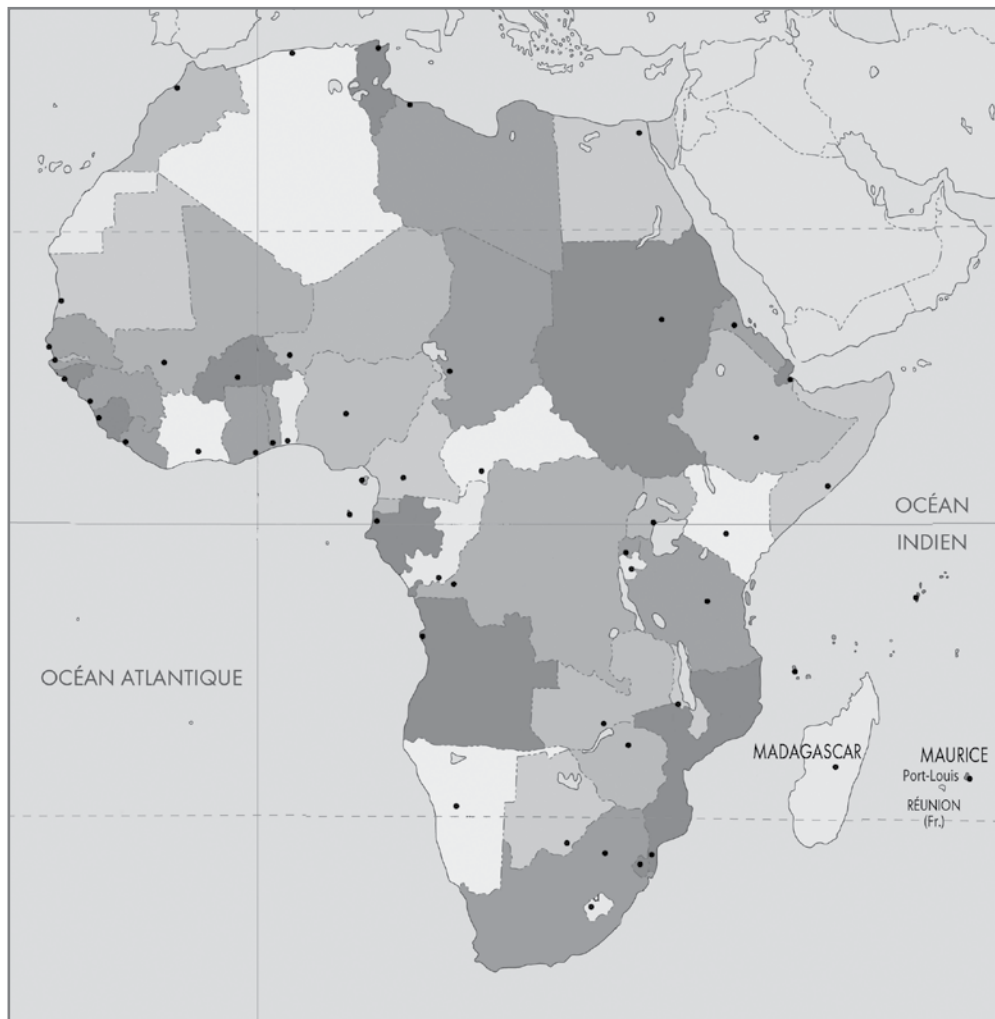 OCÉAN
INDIEN
OCÉAN ATLANTIQUE
MADAGASCAR
MAURICE
Port-Louis
RÉUNION
(Fr.)